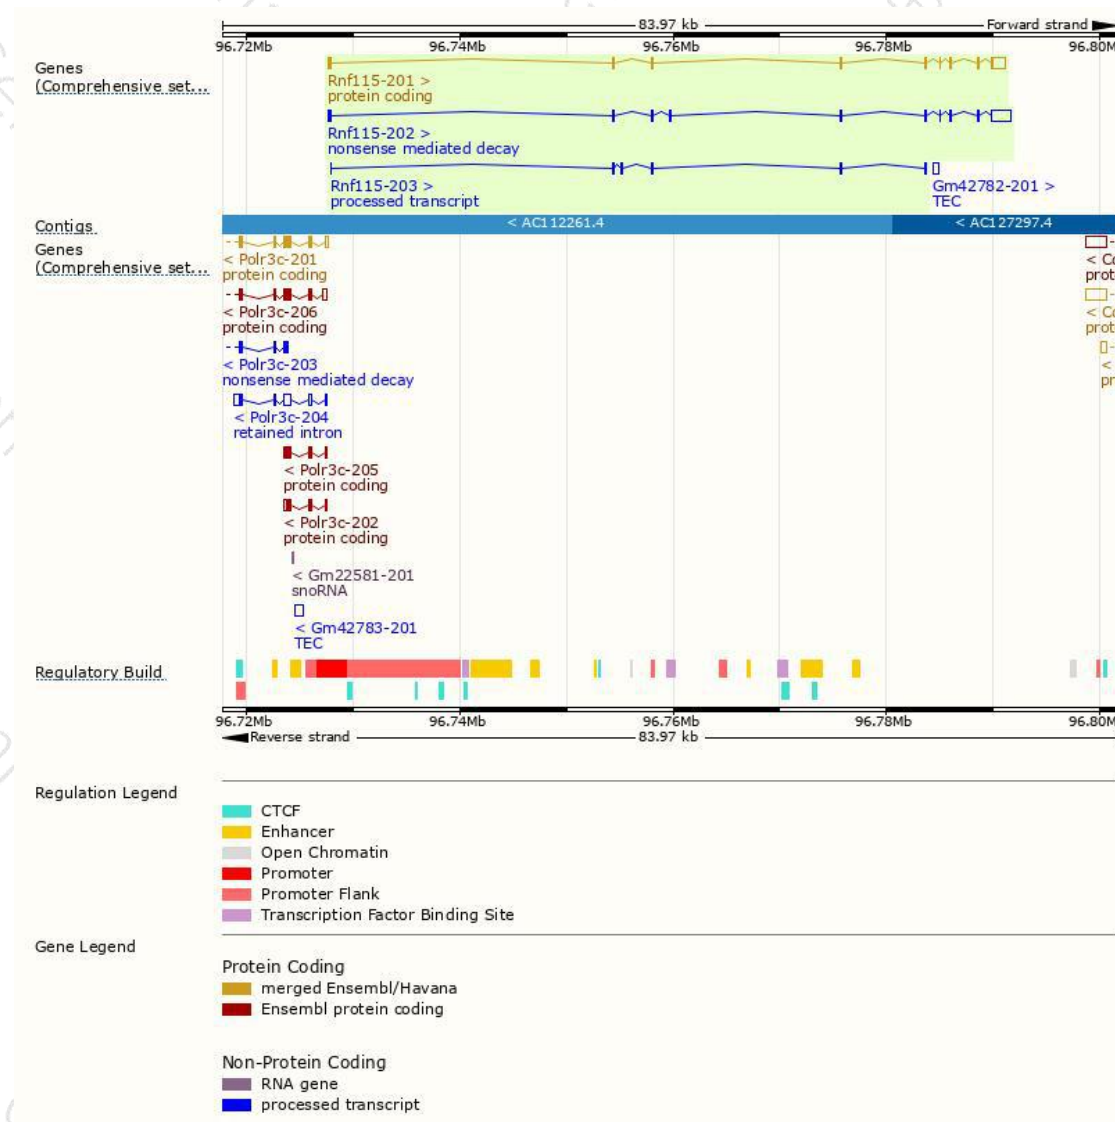 83.97 kb Forward strand
96.72Mb 96.74Mb 96.76Mb 96.78Mb 96.80M
Genes
(Comprehensive set...
Rnf115-201 >
protein coding
Rnf115-202 >
nonsense mediated decay
Rnf115-203 >
processed transcript
Gm42782-201 >
TEC
Contigs
< AC112261.4
< AC127297.4
Genes
(Comprehensive set...
< Polr3c-201
protein coding
< Co
prot
< Polr3c-206
protein coding
< Co
prot
< Polr3c-203
nonsense mediated decay
<
pr
< Polr3c-204
retained intron
< Polr3c-205
protein coding
< Polr3c-202
protein coding
< Gm22581-201
snoRNA
< Gm42783-201
TEC
Regulatory Build
96.72Mb 96.74Mb 96.76Mb 96.78Mb 96.80M
Reverse strand 83.97 kb
Regulation Legend
CTCF
Enhancer
Open Chromatin
Promoter
Promoter Flank
Transcription Factor Binding Site
Gene Legend
Protein Coding
merged Ensembl/Havana
Ensembl protein coding
Non-Protein Coding
RNA gene
processed transcript